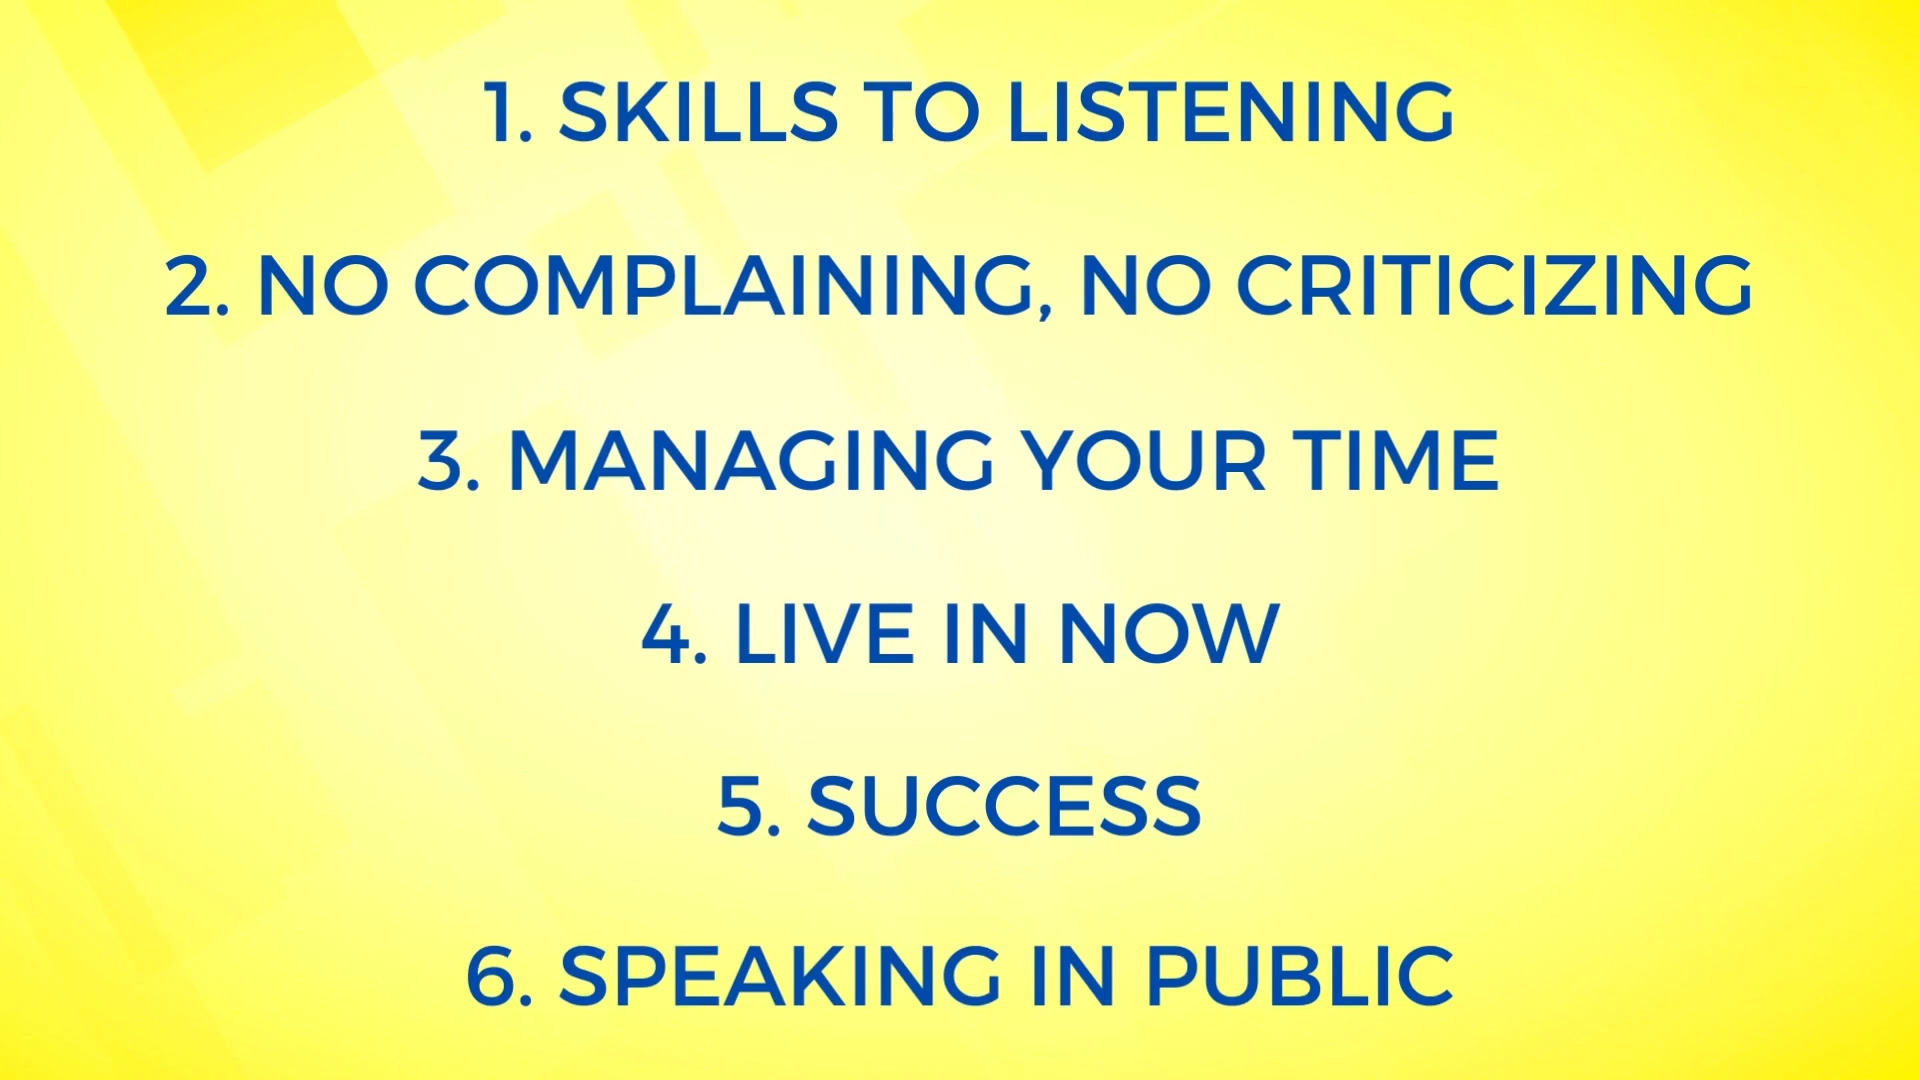 1. SKILLS TO LISTENING
2. NO COMPLAINING, NO CRITICIZING
3. MANAGING YOUR TIME
4. LIVE IN NOW
5. SUCCESS
6. SPEAKING IN PUBLIC